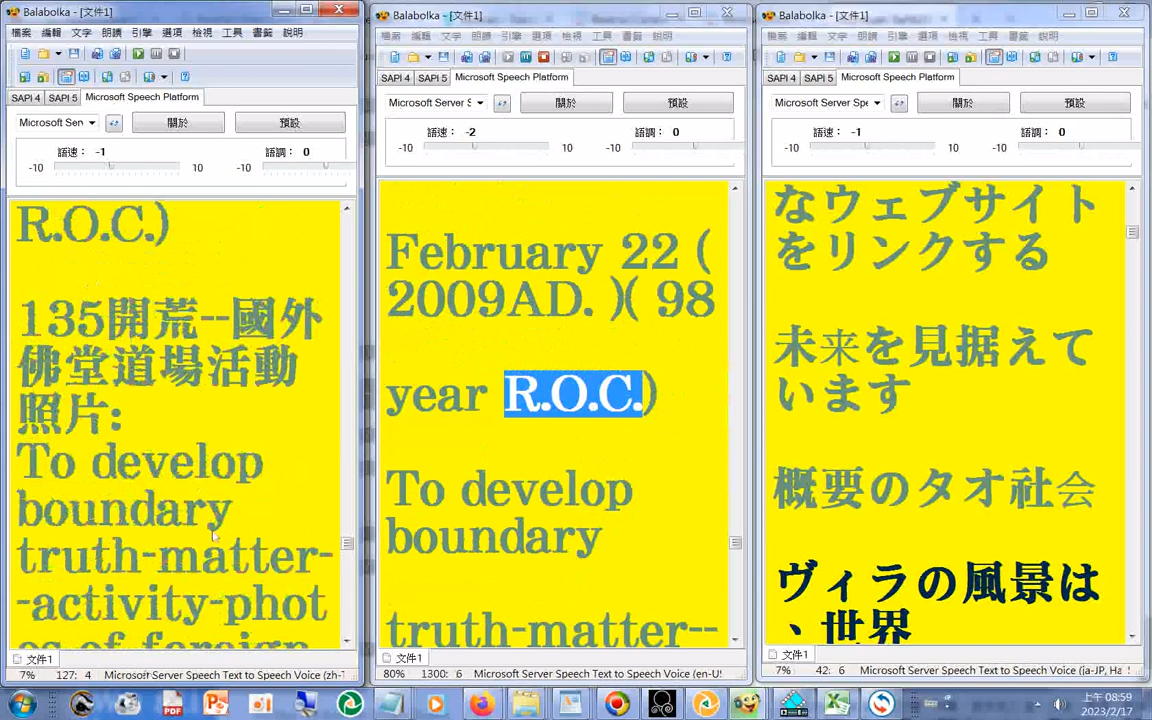 Balabolka - [文件1]
檔案 編輯 文字 朗讀 引擎 選項 檢視 工具 書籤 說明
SAPI 4 SAPI 5 Microsoft Speech Platform
Microsoft Ser 關於 預設
語速： -1 語調： 0
-10 10 -10
R.O.C.)
135開荒--國外
佛堂道場活動
照片:
To develop
boundary
truth-matter-
-activity-phot
os-of-foreign
文件1
7% 127: 4 Microsoft Server Speech Text to Speech Voice (zh-T
Balabolka - [文件1]
檔案 編輯 文字 朗讀 引擎 選項 檢視 工具 書籤 說明
SAPI 4 SAPI 5 Microsoft Speech Platform
Microsoft Server S 關於 預設
語速： -2 語調： 0
-10 10 -10
February 22 (
2009AD. )( 98
year R.O.C.)
To develop
boundary
truth-matter--
文件1
80% 1300: 6 Microsoft Server Speech Text to Speech Voice (en-US
Balabolka - [文件1]
檔案 編輯 文字 朗讀 引擎 選項 檢視 工具 書籤 說明
SAPI 4 SAPI 5 Microsoft Speech Platform
Microsoft Server Spe 關於 預設
語速： -1 語調： 0
-10 10 -10
なウェブサイト
をリンクする
未来を見据えて
います
概要のタオ社会
ヴィラの風景は
、世界
文件1
7% 42: 6 Microsoft Server Speech Text to Speech Voice (ja-JP, Ha
上午 08:59
2023/2/17